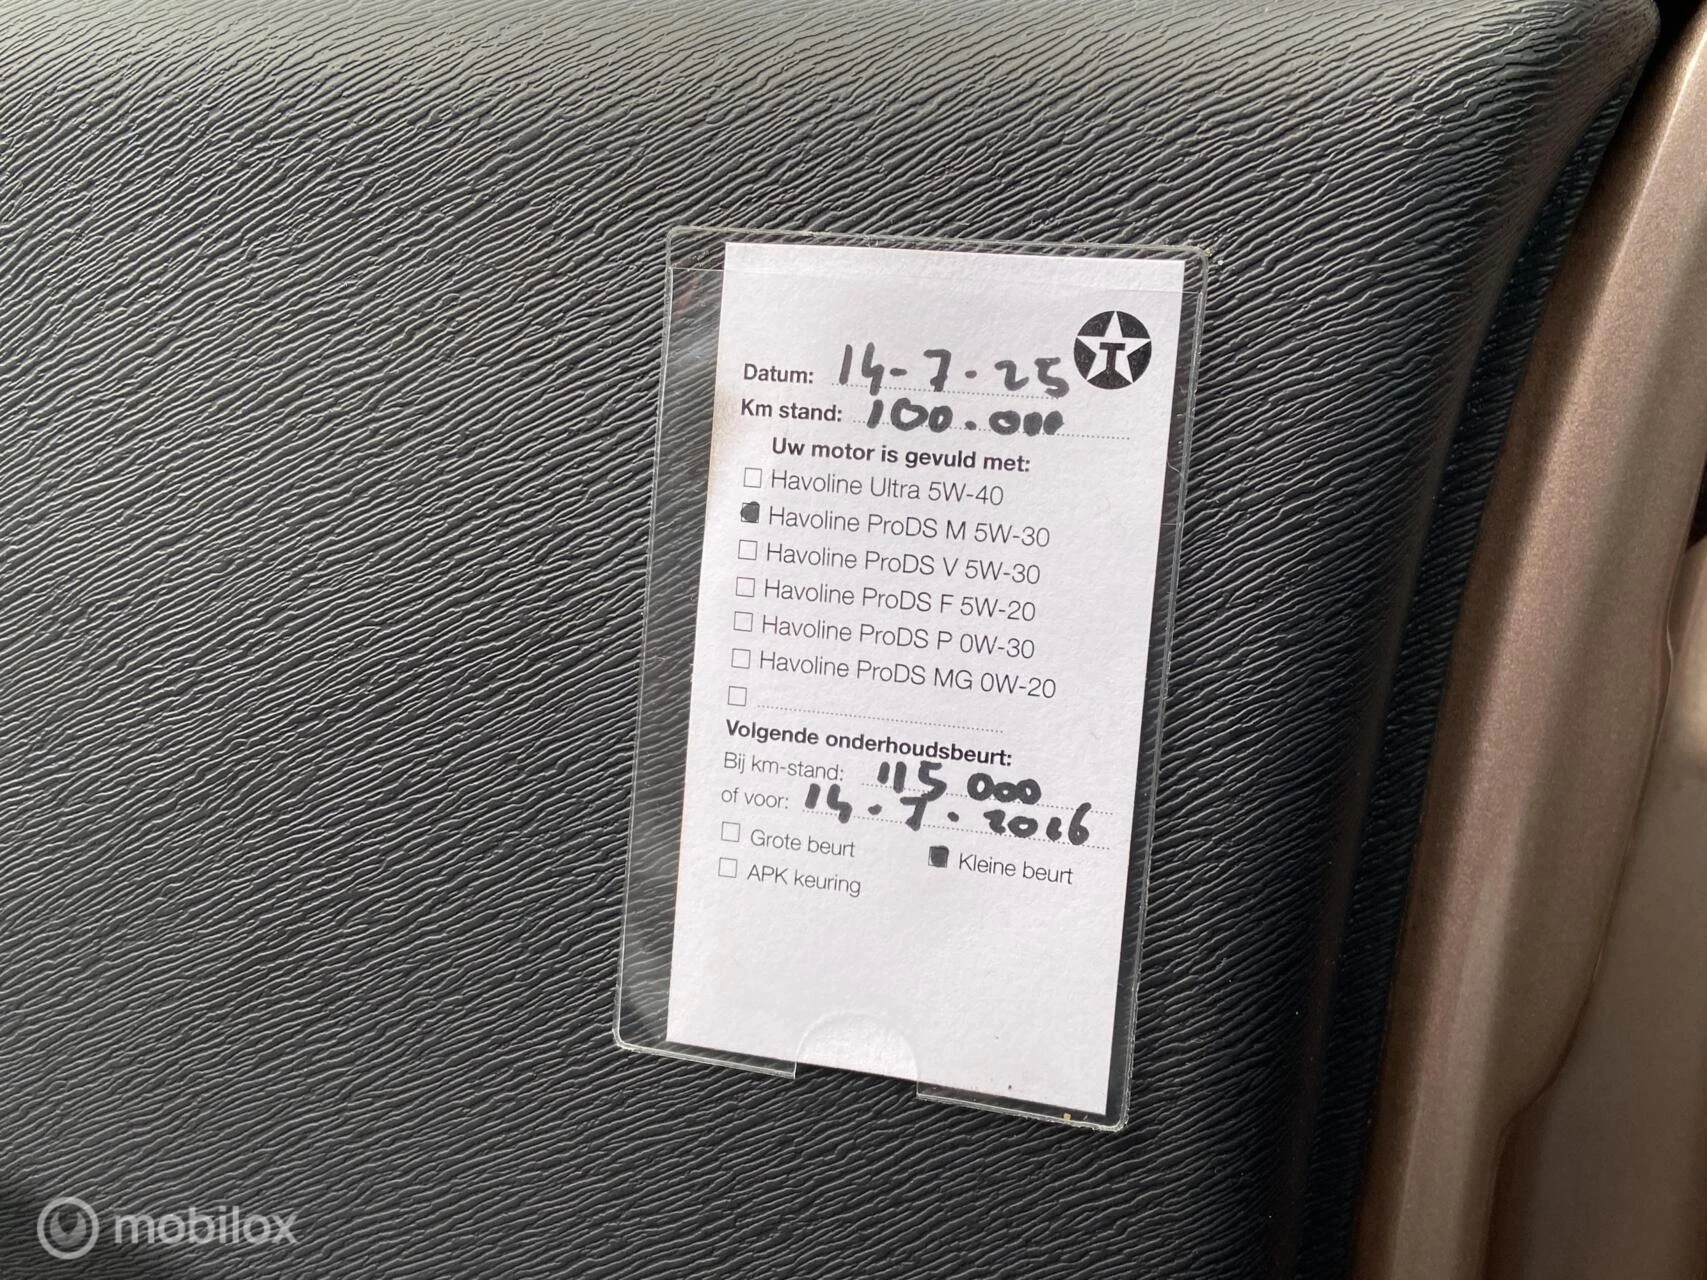 T
Datum: 14-7-25
Km stand: 100.000
Uw motor is gevuld met:
Havoline Ultra 5W-40
Havoline ProDS M 5W-30
Havoline ProDS V 5W-30
Havoline ProDS F 5W-20
Havoline ProDS P 0W-30
Havoline ProDS MG 0W-20
Volgende onderhoudsbeurt:
Bij km-stand: 115 000
of voor: 14.7.2026
Grote beurt Kleine beurt
APK keuring
mobilox